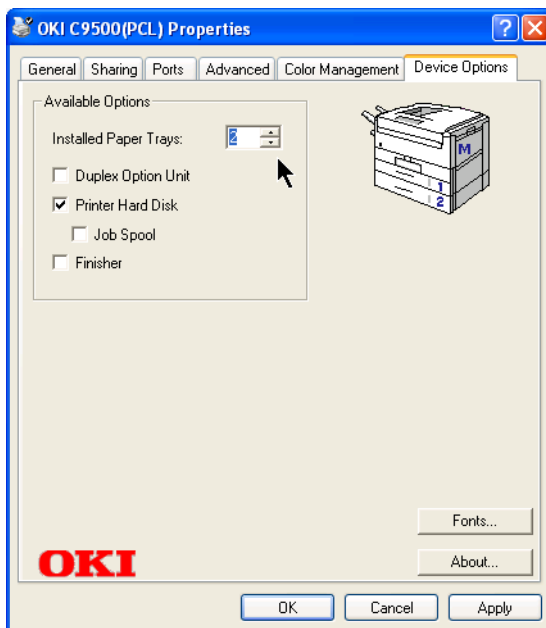 OKI C9500(PCL) Properties
General Sharing Ports Advanced Color Management Device Options
Available Options
Installed Paper Trays: 2
Duplex Option Unit
Printer Hard Disk
Job Spool
Finisher
M
1
2
Fonts...
OKI
About...
OK Cancel Apply